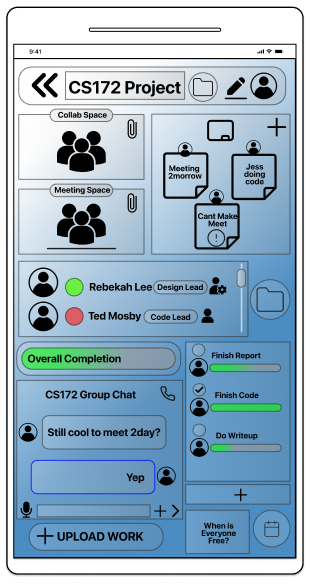 9:41
CS172 Project
Collab Space
Meeting Space
Meeting
2morrow
Jess
doing
code
Cant Make
Meet
Rebekah Lee Design Lead
Ted Mosby Code Lead
Overall Completion
Finish Report
Finish Code
Do Writeup
CS172 Group Chat
Still cool to meet 2day?
Yep
UPLOAD WORK
When is
Everyone
Free?